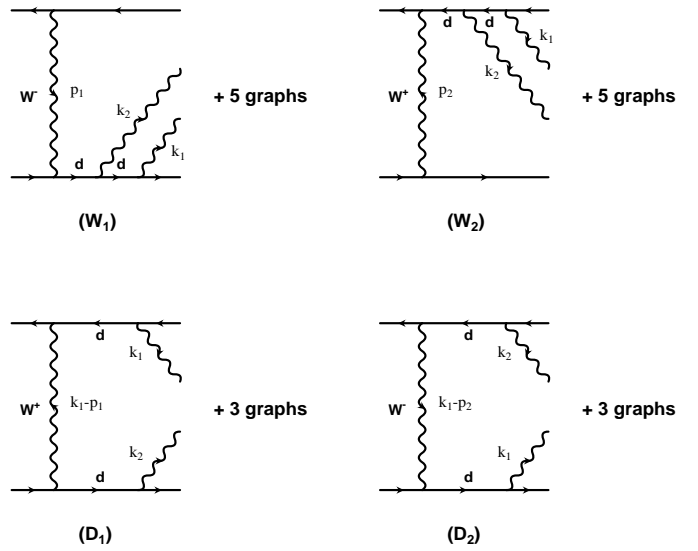 d d
k₁
W⁻ p₁ k₂ + 5 graphs
W⁺ p₂ k₂ + 5 graphs
d d k₁
(W₁) (W₂)
d d
k₁ k₂
W⁺ k₁-p₁ + 3 graphs
W⁻ k₁-p₂ + 3 graphs
k₂ k₁
d d
(D₁) (D₂)